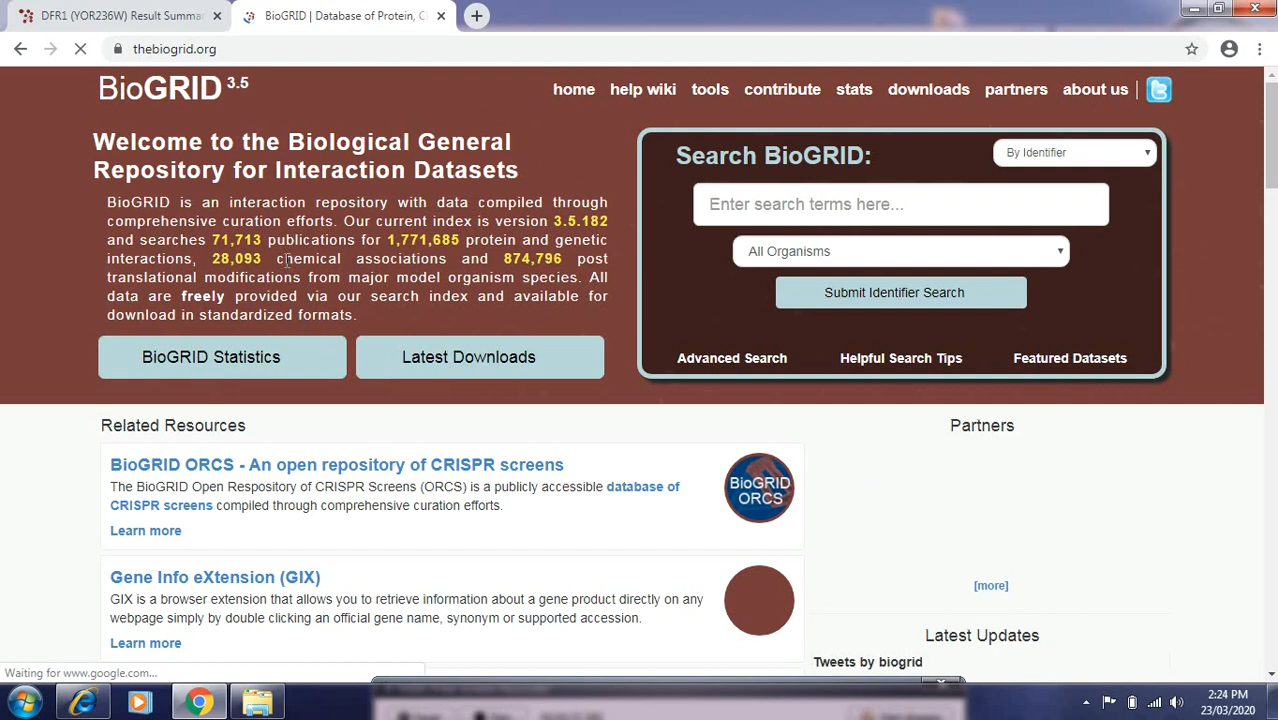 DFR1 (YOR236W) Result Summar
BioGRID | Database of Protein, C
thebiogrid.org
BioGRID 3.5
home help wiki tools contribute stats downloads partners about us
Welcome to the Biological General
Repository for Interaction Datasets
BioGRID is an interaction repository with data compiled through
comprehensive curation efforts. Our current index is version 3.5.182
and searches 71,713 publications for 1,771,685 protein and genetic
interactions, 28,093 chemical associations and 874,796 post
translational modifications from major model organism species. All
data are freely provided via our search index and available for
download in standardized formats.
BioGRID Statistics
Latest Downloads
Search BioGRID:
By Identifier
Enter search terms here...
All Organisms
Submit Identifier Search
Advanced Search Helpful Search Tips Featured Datasets
Related Resources
BioGRID ORCS - An open repository of CRISPR screens
The BioGRID Open Respository of CRISPR Screens (ORCS) is a publicly accessible database of
CRISPR screens compiled through comprehensive curation efforts.
Learn more
BioGRID
ORCS
Gene Info eXtension (GIX)
GIX is a browser extension that allows you to retrieve information about a gene product directly on any
webpage simply by double clicking an official gene name, synonym or supported accession.
Learn more
Partners
[more]
Latest Updates
Tweets by biogrid
Waiting for www.google.com...
2:24 PM
23/03/2020